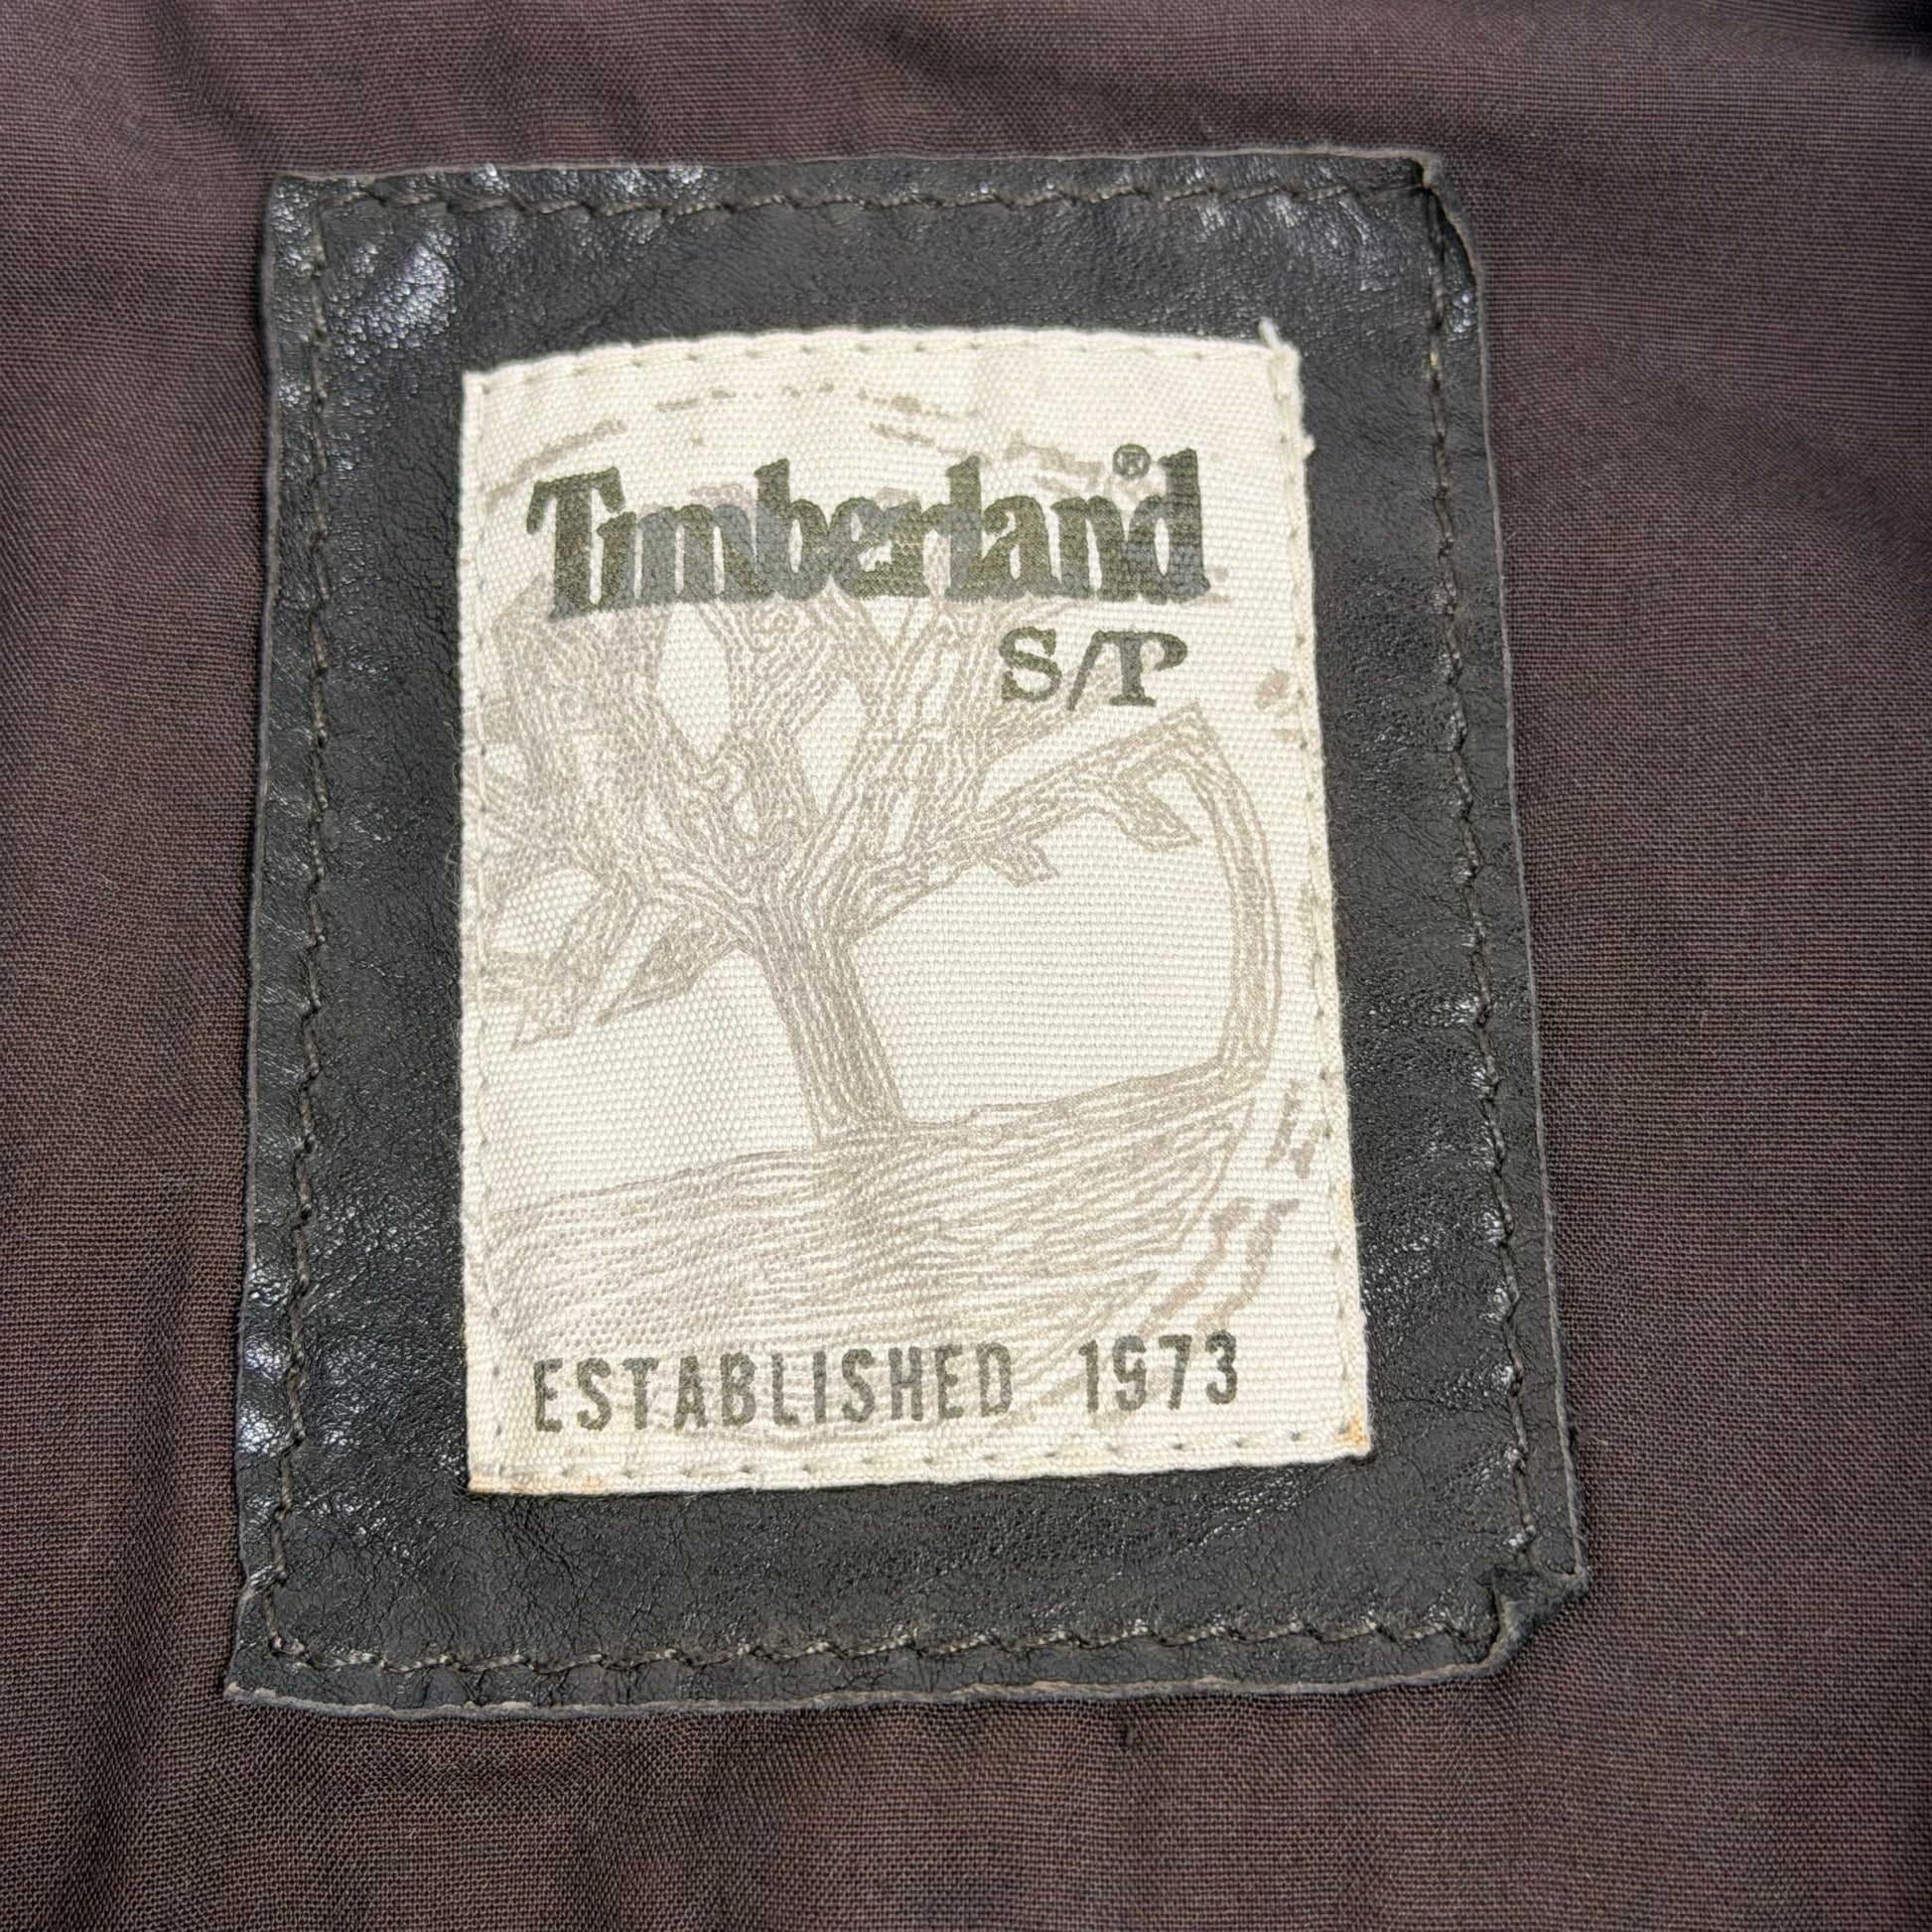 Timberland®
S/P
ESTABLISHED 1973